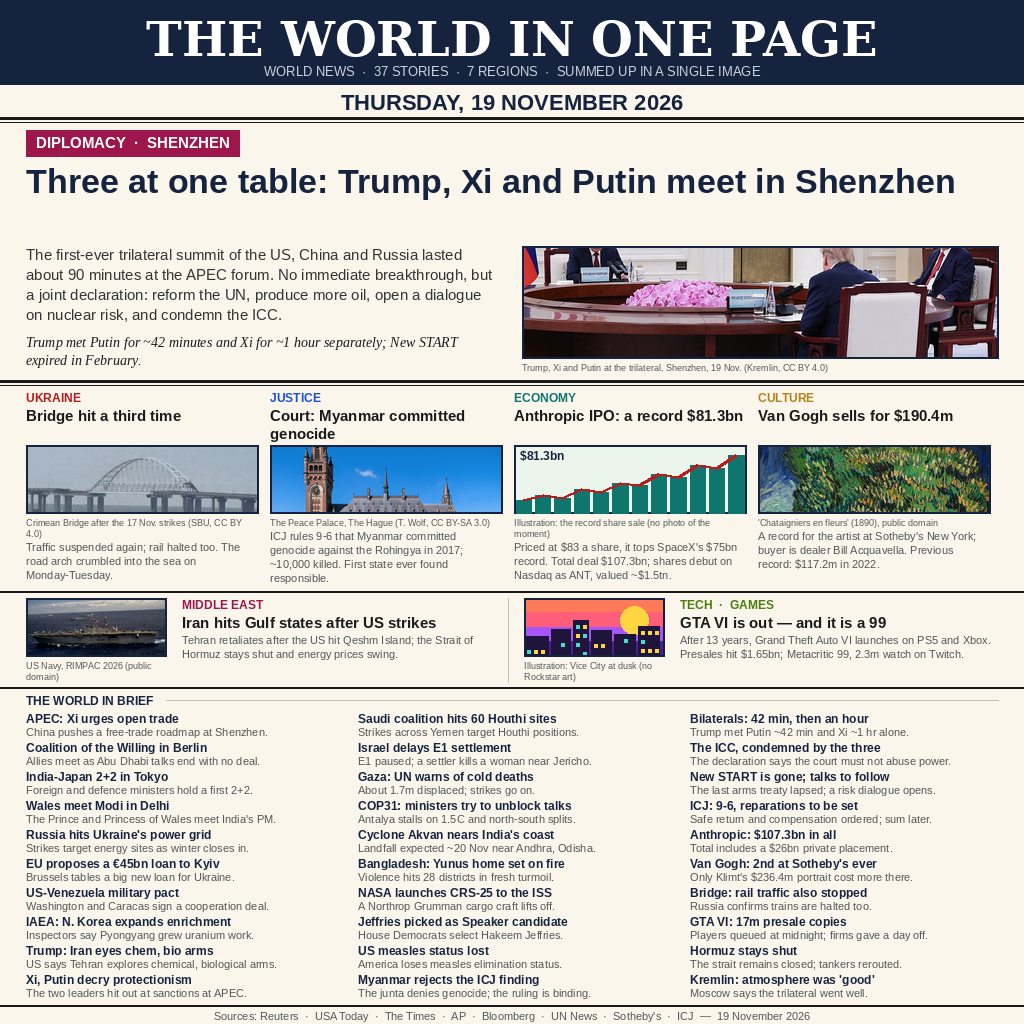 THE WORLD IN ONE PAGE
WORLD NEWS · 37 STORIES · 7 REGIONS · SUMMED UP IN A SINGLE IMAGE
THURSDAY, 19 NOVEMBER 2026
DIPLOMACY · SHENZHEN
Three at one table: Trump, Xi and Putin meet in Shenzhen
The first-ever trilateral summit of the US, China and Russia lasted
about 90 minutes at the APEC forum. No immediate breakthrough, but
a joint declaration: reform the UN, produce more oil, open a dialogue
on nuclear risk, and condemn the ICC.
Trump met Putin for ~42 minutes and Xi for ~1 hour separately; New START
expired in February.
Trump, Xi and Putin at the trilateral, Shenzhen, 19 Nov. (Kremlin, CC BY 4.0)
UKRAINE
Bridge hit a third time
Crimean Bridge after the 17 Nov. strikes (SBU, CC BY
4.0)
Traffic suspended again; rail halted too. The
road arch crumbled into the sea on
Monday-Tuesday.
JUSTICE
Court: Myanmar committed
genocide
The Peace Palace, The Hague (T. Wolf, CC BY-SA 3.0)
ICJ rules 9-6 that Myanmar committed
genocide against the Rohingya in 2017;
~10,000 killed. First state ever found
responsible.
ECONOMY
Anthropic IPO: a record $81.3bn
$81.3bn
Illustration: the record share sale (no photo of the
moment)
Priced at $83 a share, it tops SpaceX's $75bn
record. Total deal $107.3bn; shares debut on
Nasdaq as ANT, valued ~$1.5tn.
CULTURE
Van Gogh sells for $190.4m
'Chataigniers en fleurs' (1890), public domain
A record for the artist at Sotheby's New York;
buyer is dealer Bill Acquavella. Previous
record: $117.2m in 2022.
US Navy, RIMPAC 2026 (public
domain)
MIDDLE EAST
Iran hits Gulf states after US strikes
Tehran retaliates after the US hit Qeshm Island; the Strait of
Hormuz stays shut and energy prices swing.
Illustration: Vice City at dusk (no
Rockstar art)
TECH · GAMES
GTA VI is out — and it is a 99
After 13 years, Grand Theft Auto VI launches on PS5 and Xbox.
Presales hit $1.65bn; Metacritic 99, 2.3m watch on Twitch.
THE WORLD IN BRIEF
APEC: Xi urges open trade
China pushes a free-trade roadmap at Shenzhen.
Coalition of the Willing in Berlin
Allies meet as Abu Dhabi talks end with no deal.
India-Japan 2+2 in Tokyo
Foreign and defence ministers hold a first 2+2.
Wales meet Modi in Delhi
The Prince and Princess of Wales meet India's PM.
Russia hits Ukraine's power grid
Strikes target energy sites as winter closes in.
EU proposes a €45bn loan to Kyiv
Brussels tables a big new loan for Ukraine.
US-Venezuela military pact
Washington and Caracas sign a cooperation deal.
IAEA: N. Korea expands enrichment
Inspectors say Pyongyang grew uranium work.
Trump: Iran eyes chem, bio arms
US says Tehran explores chemical, biological arms.
Xi, Putin decry protectionism
The two leaders hit out at sanctions at APEC.
Saudi coalition hits 60 Houthi sites
Strikes across Yemen target Houthi positions.
Israel delays E1 settlement
E1 paused; a settler kills a woman near Jericho.
Gaza: UN warns of cold deaths
About 1.7m displaced; strikes go on.
COP31: ministers try to unblock talks
Antalya stalls on 1.5C and north-south splits.
Cyclone Akvan nears India's coast
Landfall expected ~20 Nov near Andhra, Odisha.
Bangladesh: Yunus home set on fire
Violence hits 28 districts in fresh turmoil.
NASA launches CRS-25 to the ISS
A Northrop Grumman cargo craft lifts off.
Jeffries picked as Speaker candidate
House Democrats select Hakeem Jeffries.
US measles status lost
America loses measles elimination status.
Myanmar rejects the ICJ finding
The junta denies genocide; the ruling is binding.
Bilaterals: 42 min, then an hour
Trump met Putin ~42 min and Xi ~1 hr alone.
The ICC, condemned by the three
The declaration says the court must not abuse power.
New START is gone; talks to follow
The last arms treaty lapsed; a risk dialogue opens.
ICJ: 9-6, reparations to be set
Safe return and compensation ordered; sum later.
Anthropic: $107.3bn in all
Total includes a $26bn private placement.
Van Gogh: 2nd at Sotheby's ever
Only Klimt's $236.4m portrait cost more there.
Bridge: rail traffic also stopped
Russia confirms trains are halted too.
GTA VI: 17m presale copies
Players queued at midnight; firms gave a day off.
Hormuz stays shut
The strait remains closed; tankers rerouted.
Kremlin: atmosphere was 'good'
Moscow says the trilateral went well.
Sources: Reuters · USA Today · The Times · AP · Bloomberg · UN News · Sotheby's · ICJ — 19 November 2026